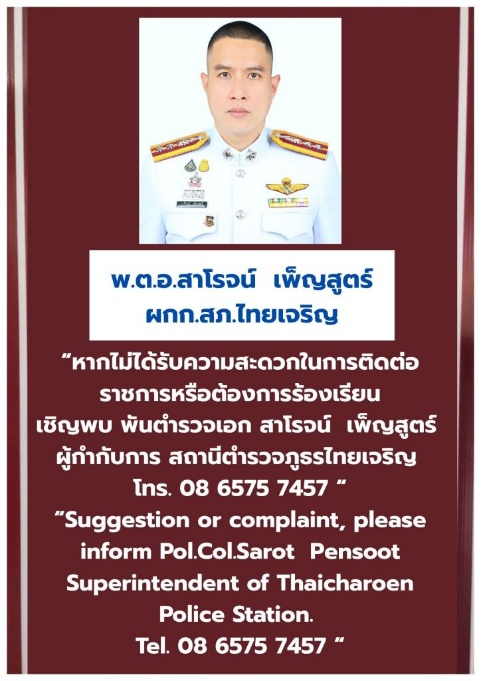 พ.ต.อ.สาโรจน์ เพ็ญสูตร์
ผกก.สภ.ไทยเจริญ
“หากไม่ได้รับความสะดวกในการติดต่อ
ราชการหรือต้องการร้องเรียน
เชิญพบ พันตำรวจเอก สาโรจน์ เพ็ญสูตร์
ผู้กำกับการ สถานีตำรวจภูธรไทยเจริญ
โทร. 08 6575 7457 “
“Suggestion or complaint, please
inform Pol.Col.Sarot Pensoot
Superintendent of Thaicharoen
Police Station.
Tel. 08 6575 7457 “